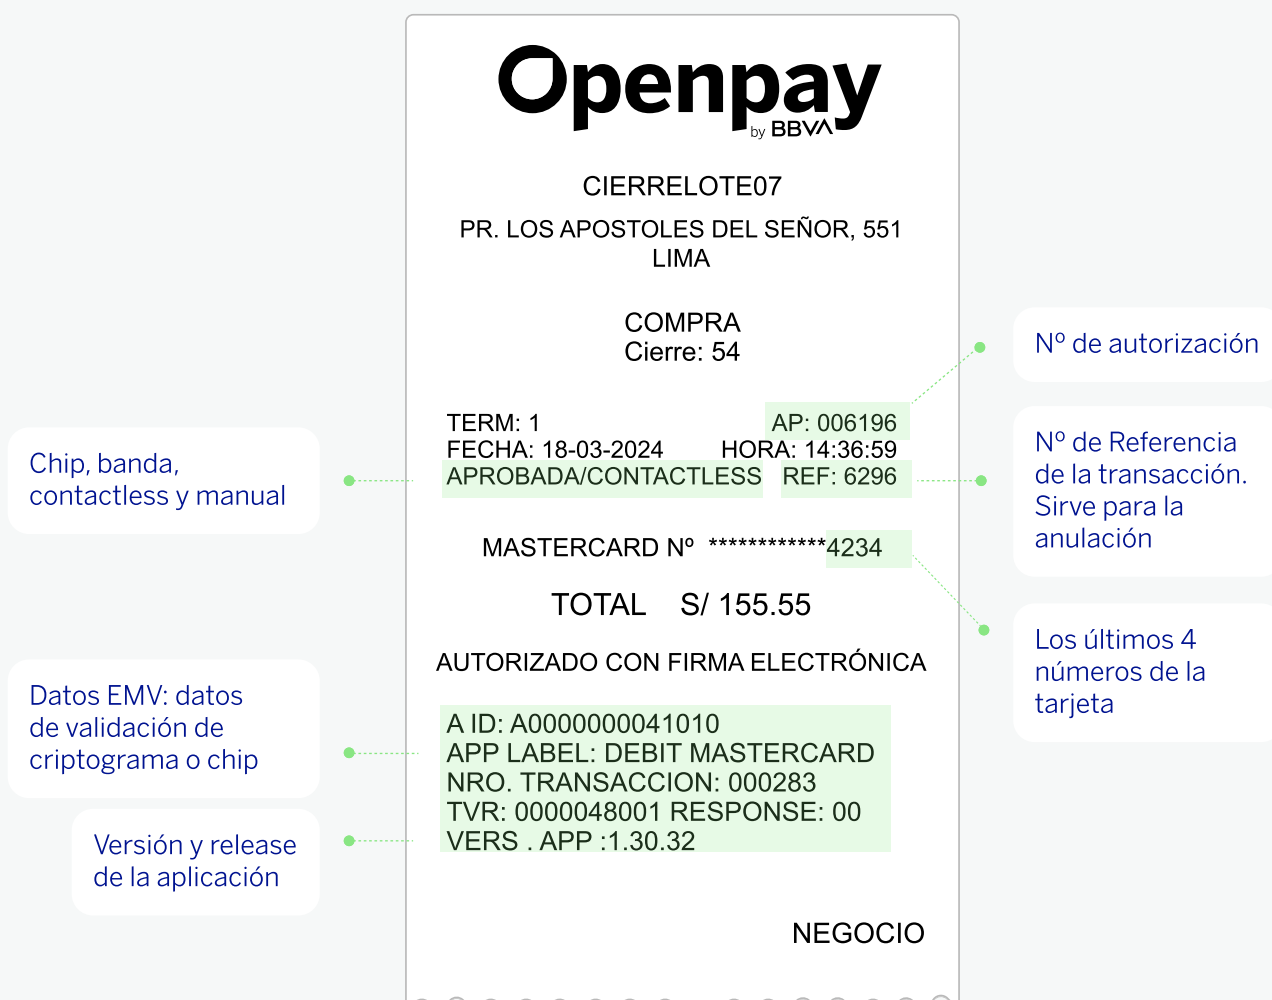 Openpay
by BBVA
CIERRELOTE07
PR. LOS APOSTOLES DEL SEÑOR, 551
LIMA
COMPRA
Cierre: 54
TERM: 1 AP: 006196
FECHA: 18-03-2024 HORA: 14:36:59
APROBADA/CONTACTLESS REF: 6296
MASTERCARD Nº ************4234
TOTAL S/ 155.55
AUTORIZADO CON FIRMA ELECTRÓNICA
A ID: A0000000041010
APP LABEL: DEBIT MASTERCARD
NRO. TRANSACCION: 000283
TVR: 0000048001 RESPONSE: 00
VERS . APP :1.30.32
NEGOCIO
Chip, banda,
contactless y manual
Datos EMV: datos
de validación de
criptograma o chip
Versión y release
de la aplicación
Nº de autorización
Nº de Referencia
de la transacción.
Sirve para la
anulación
Los últimos 4
números de la
tarjeta